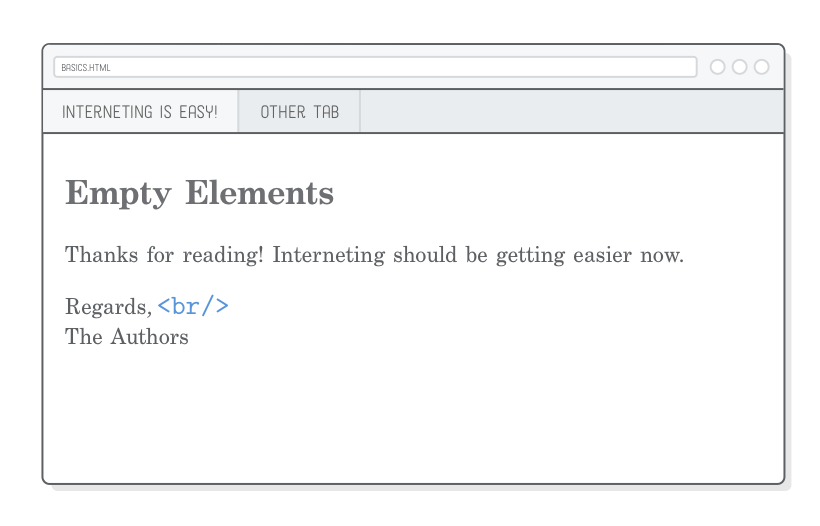 BASICS.HTML
INTERNETING IS EASY! OTHER TAB
Empty Elements
Thanks for reading! Interneting should be getting easier now.
Regards, <br/>
The Authors